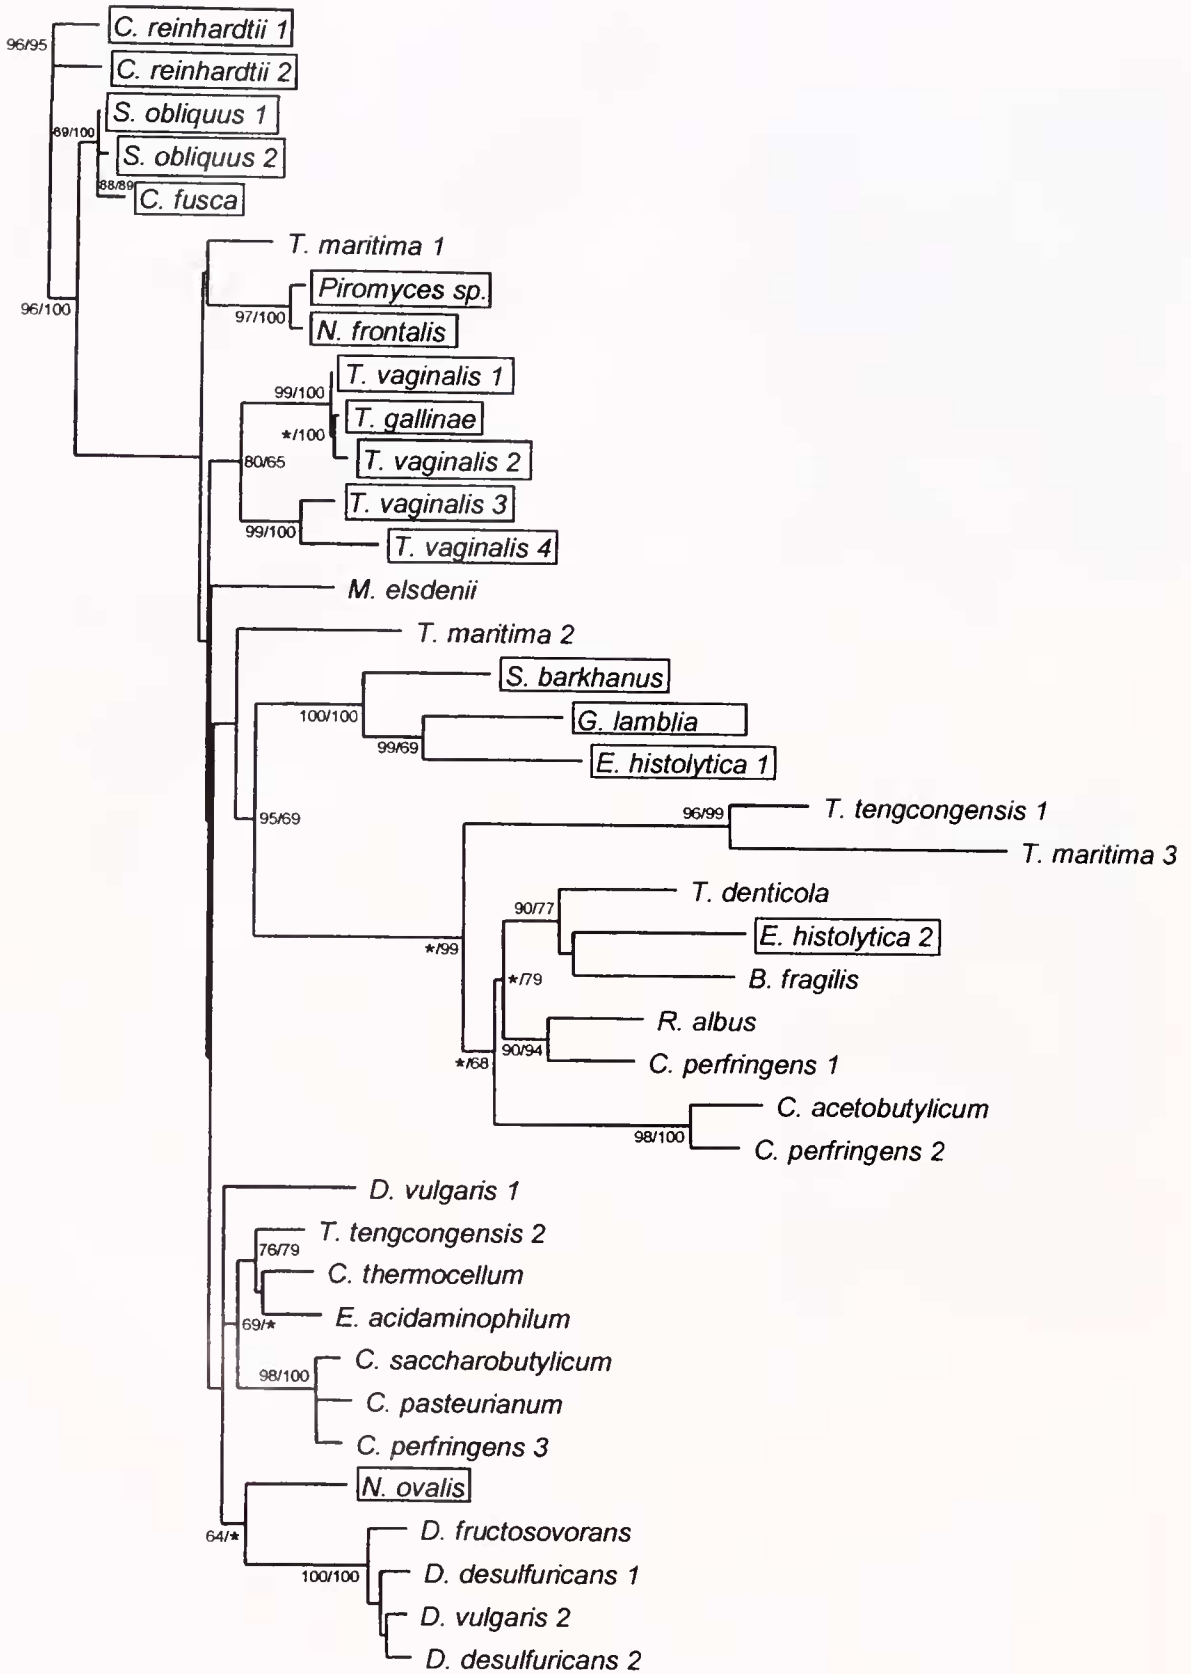 C. reinhardtii 1
96/95
C. reinhardtii 2
S. obliquus 1
69/100
S. obliquus 2
88/89
C. fusca
T. maritima 1
Piromyces sp.
96/100
97/100
N. frontalis
T. vaginalis 1
99/100
T. gallinae
*/100
T. vaginalis 2
80/65
T. vaginalis 3
99/100
T. vaginalis 4
M. elsdenii
T. maritima 2
S. barkhanus
100/100
G. lamblia
99/69
E. histolytica 1
T. tengcongensis 1
96/99
95/69
T. maritima 3
T. denticola
90/77
E. histolytica 2
*/99
B. fragilis
*/79
R. albus
90/94
C. perfringens 1
*/68
C. acetobutylicum
98/100
C. perfringens 2
D. vulgaris 1
T. tengcongensis 2
76/79
C. thermocellum
E. acidaminophilum
69/*
C. saccharobutylicum
98/100
C. pasteurianum
C. perfringens 3
N. ovalis
D. fructosovorans
64/*
100/100
D. desulfuricans 1
D. vulgaris 2
D. desulfuricans 2